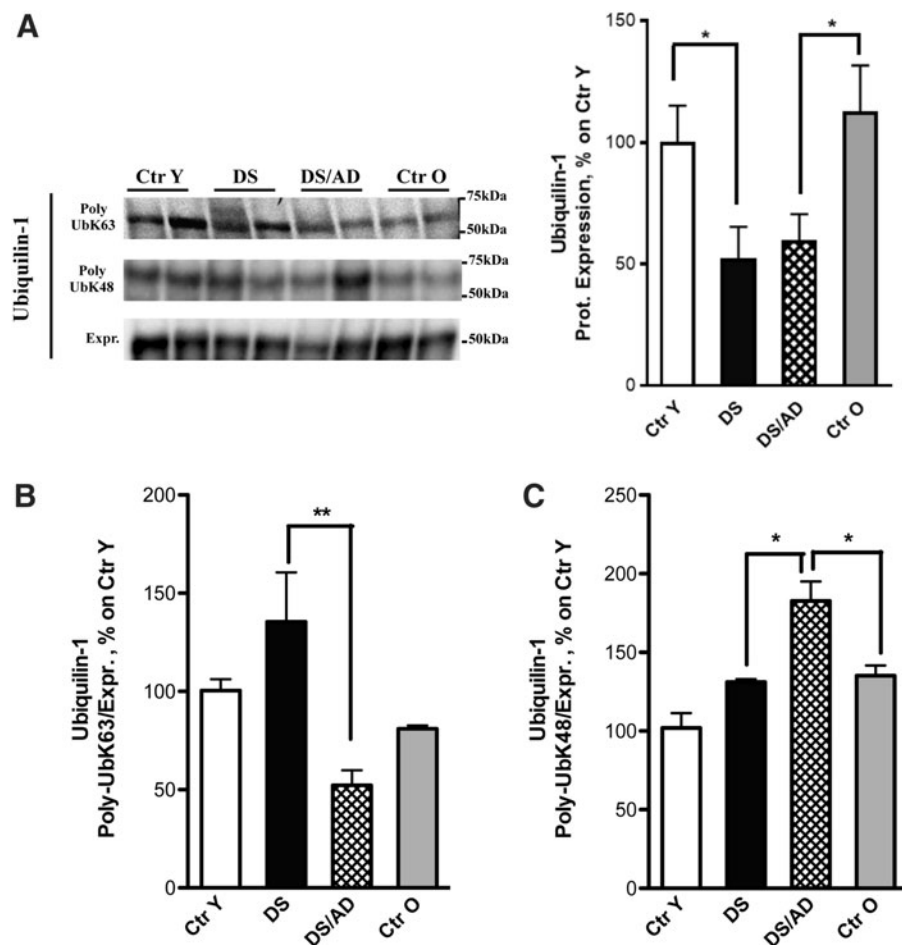 A
Ubiquilin-1
Ctr Y DS DS/AD Ctr O
Poly
UbK63
75kDa
50kDa
Poly
UbK48
75kDa
50kDa
Expr.
50kDa
Ubiquilin-1
Prot. Expression, % on Ctr Y
150
100
50
0
* *
Ctr Y DS DS/AD Ctr O
B
Ubiquilin-1
Poly-UbK63/Expr. , % on Ctr Y
200
150
100
50
0
**
Ctr Y DS DS/AD Ctr O
C
Ubiquilin-1
Poly-UbK48/Expr., % on Ctr Y
250
200
150
100
50
0
* *
Ctr Y DS DS/AD Ctr O